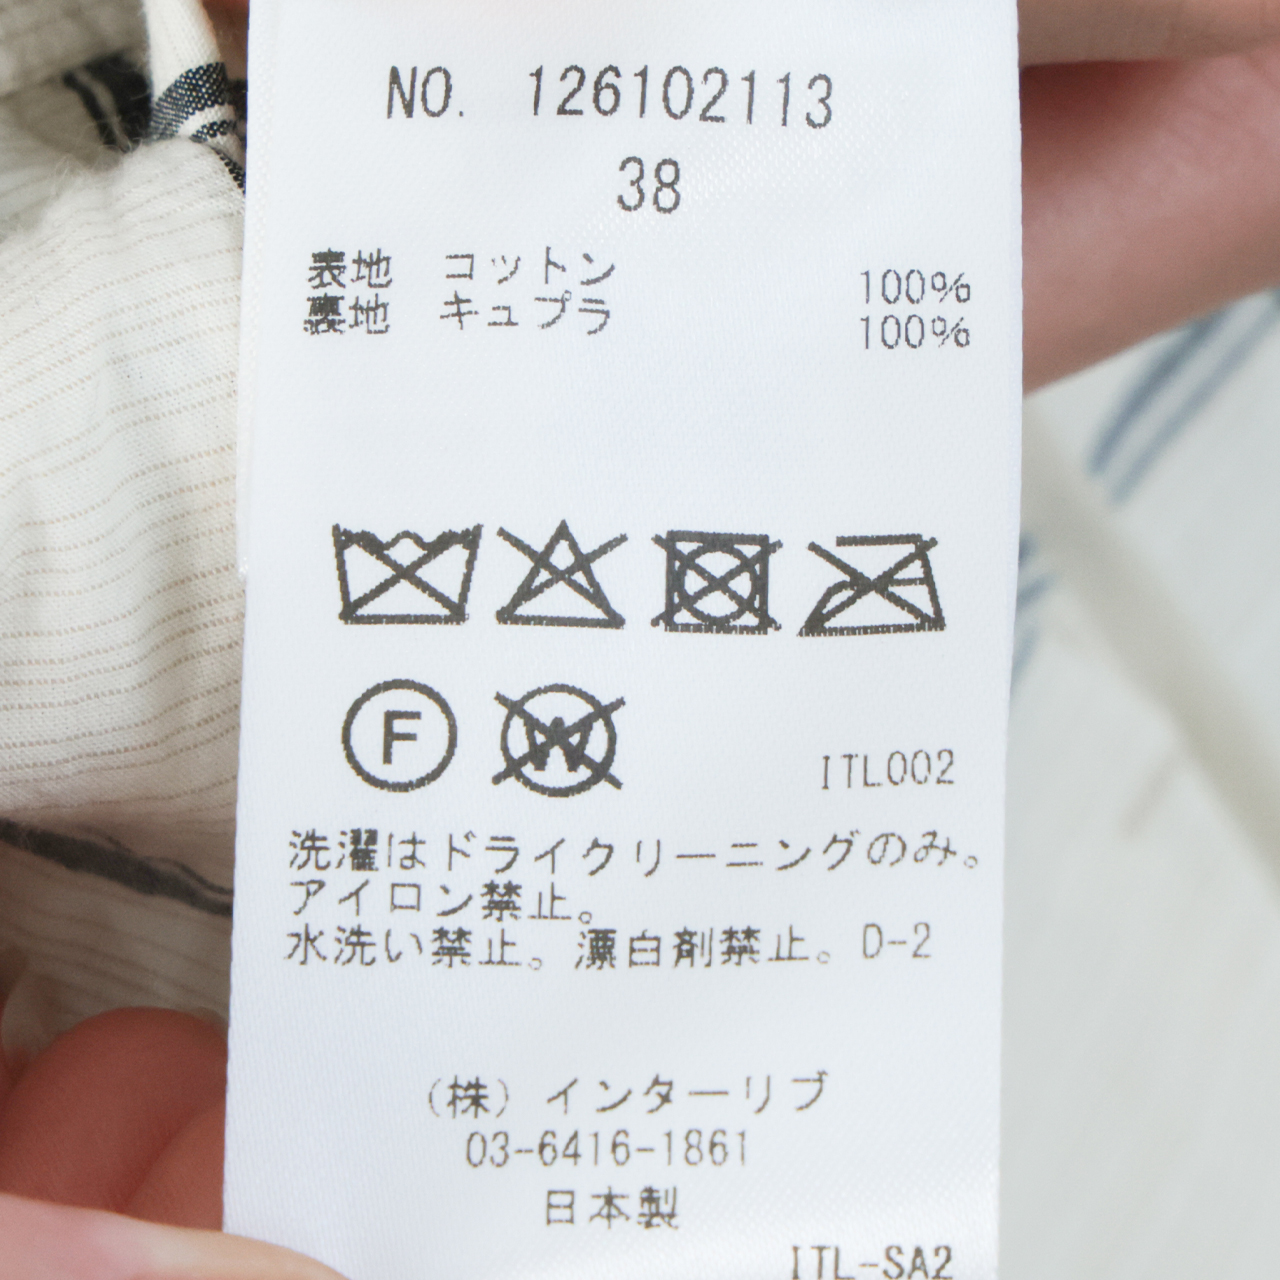 NO. 126102113
38
表地 コットン 100%
裏地 キュプラ 100%
F
W
ITL002
洗濯はドライクリーニングのみ。
アイロン禁止。
水洗い禁止。漂白剤禁止。D-2
(株) インターリブ
03-6416-1861
日本製
ITL-SA2